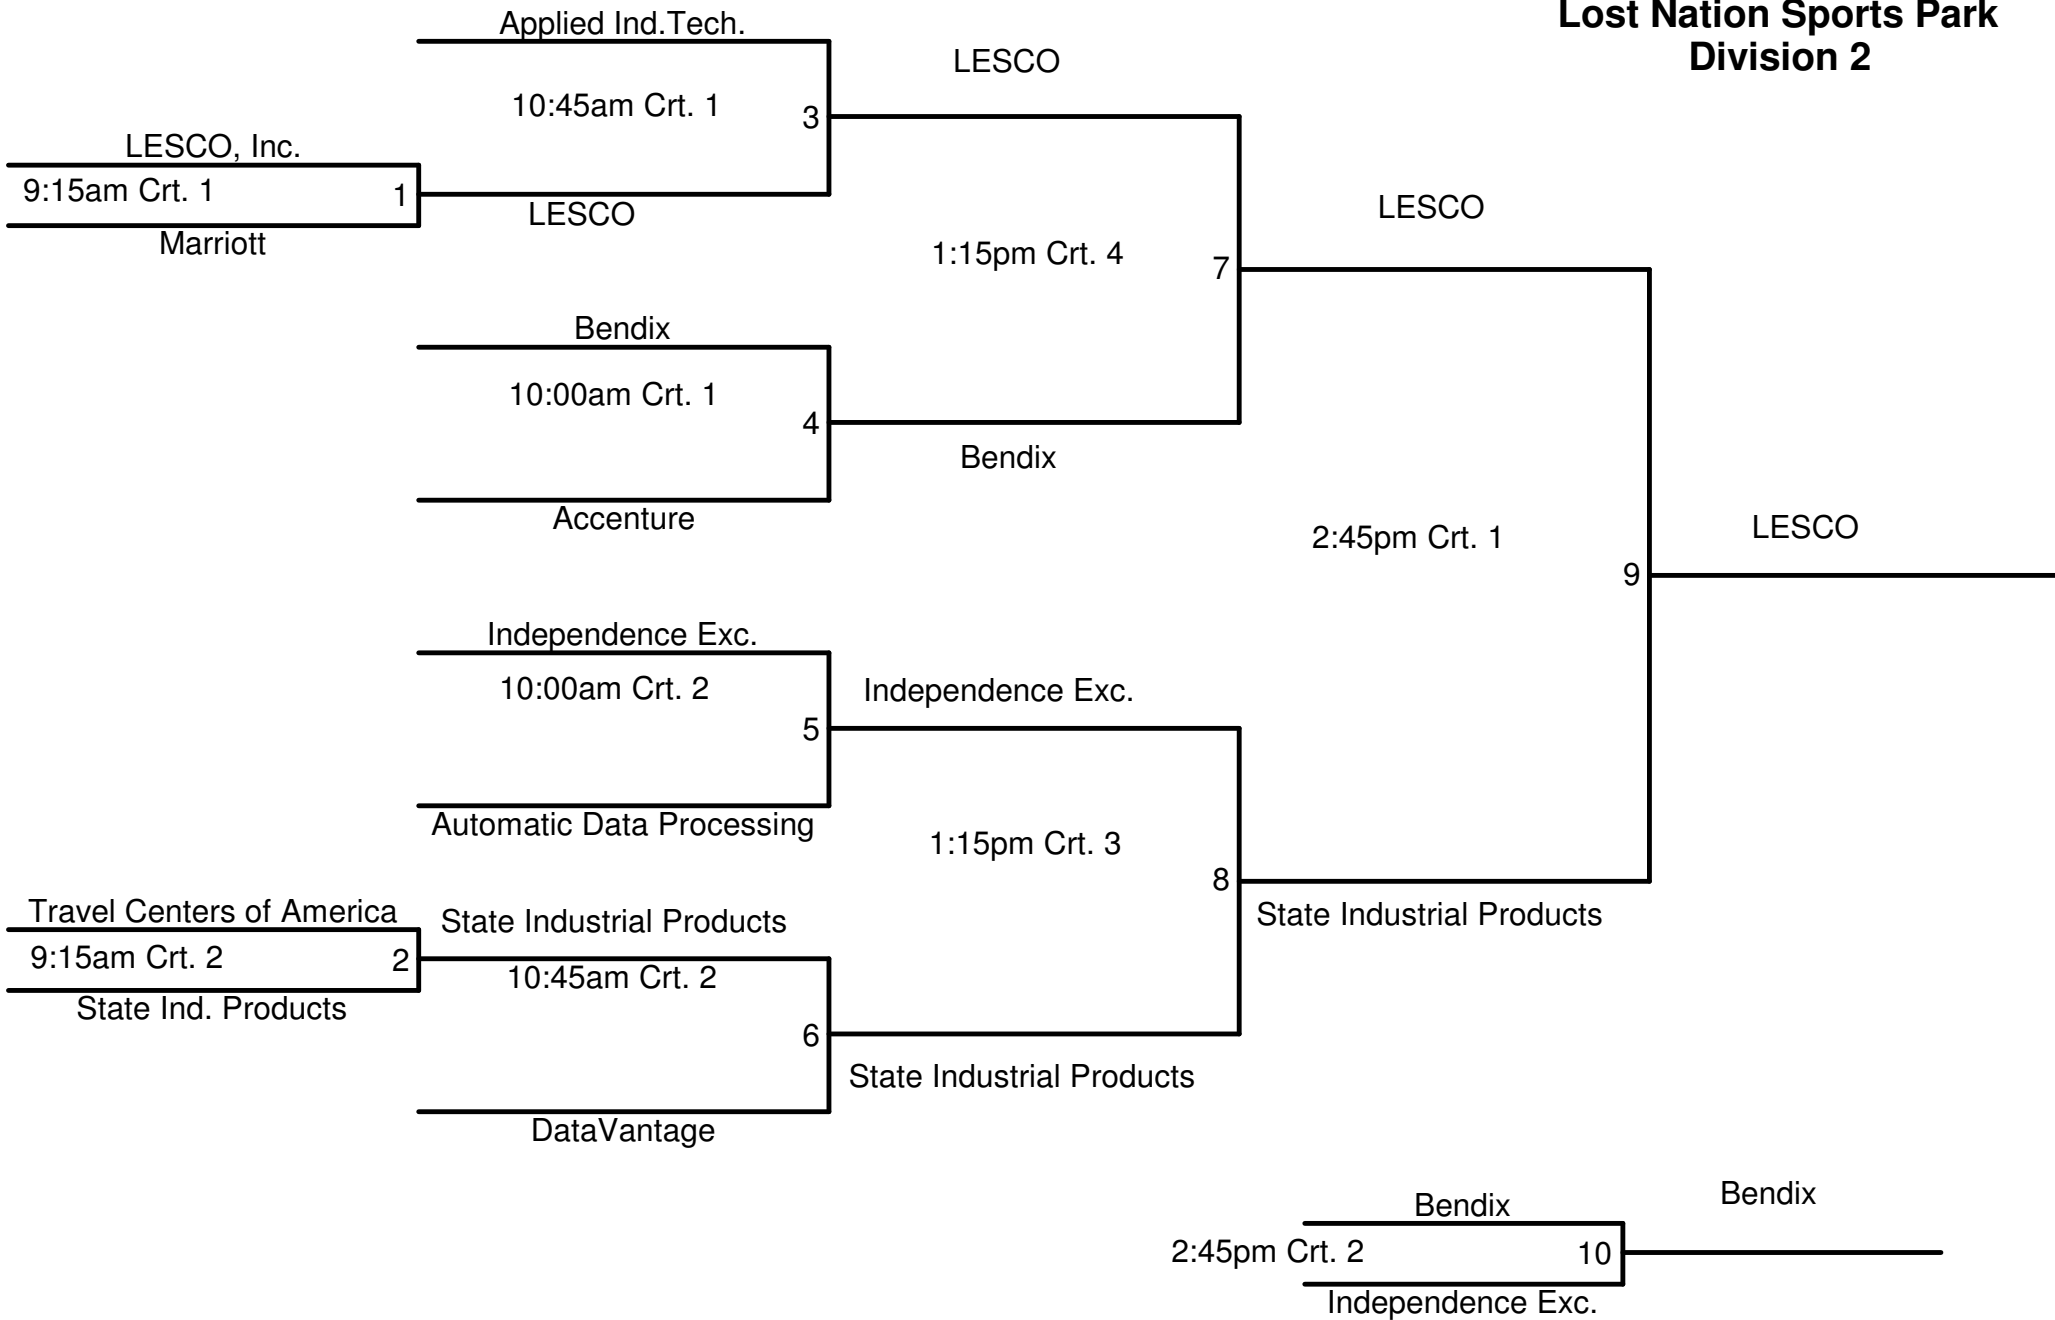 Lost Nation Sports Park
Division 2
Applied Ind.Tech.
LESCO
10:45am Crt. 1
3
LESCO, Inc.
9:15am Crt. 1
1
LESCO
Marriott
LESCO
1:15pm Crt. 4
7
Bendix
10:00am Crt. 1
4
Bendix
Accenture
LESCO
2:45pm Crt. 1
9
Independence Exc.
10:00am Crt. 2
Independence Exc.
5
Automatic Data Processing
1:15pm Crt. 3
8
Travel Centers of America
State Industrial Products
State Industrial Products
9:15am Crt. 2
2
10:45am Crt. 2
State Ind. Products
6
State Industrial Products
DataVantage
Bendix
Bendix
2:45pm Crt. 2
10
Independence Exc.